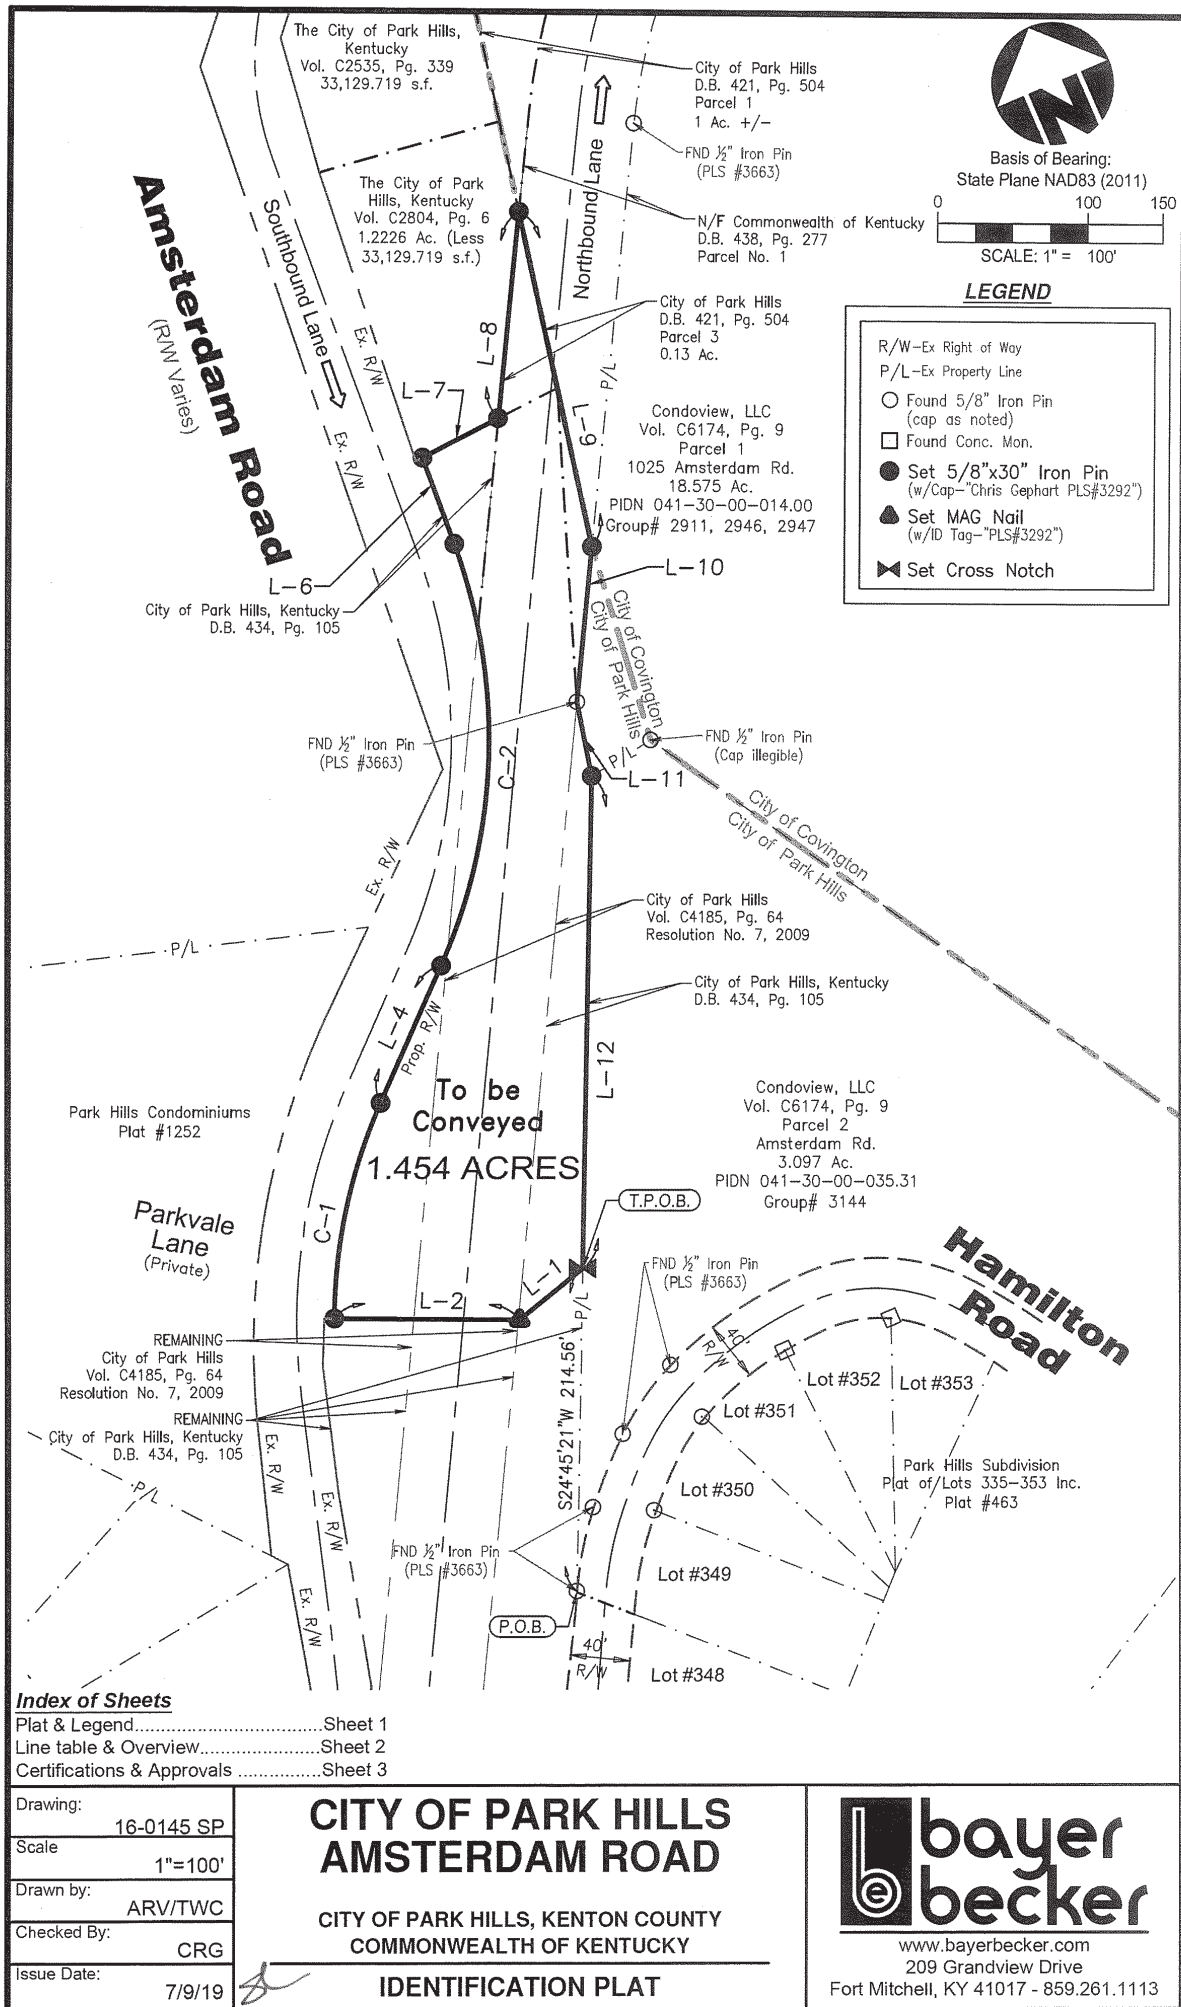 The City of Park Hills,
Kentucky
Vol. C2535, Pg. 339
33,129.719 s.f.
City of Park Hills
D.B. 421, Pg. 504
Parcel 1
1 Ac. +/-
FND ½" Iron Pin
(PLS #3663)
N
Basis of Bearing:
State Plane NAD83 (2011)
0 100 150
SCALE: 1" = 100'
The City of Park
Hills, Kentucky
Vol. C2804, Pg. 6
1.2226 Ac. (Less
33,129.719 s.f.)
N/F Commonwealth of Kentucky
D.B. 438, Pg. 277
Parcel No. 1
Amsterdam Road
(R/W Varies)
Southbound Lane
Northbound Lane
Ex. R/W
Ex. R/W
City of Park Hills
D.B. 421, Pg. 504
Parcel 3
0.13 Ac.
P/L
L-8
L-7
L-9
LEGEND
R/W-Ex Right of Way
P/L-Ex Property Line
Found 5/8" Iron Pin
(cap as noted)
Found Conc. Mon.
Set 5/8"x30" Iron Pin
(w/Cap-"Chris Gephart PLS#3292")
Set MAG Nail
(w/ID Tag-"PLS#3292")
Set Cross Notch
Condoview, LLC
Vol. C6174, Pg. 9
Parcel 1
1025 Amsterdam Rd.
18.575 Ac.
PIDN 041-30-00-014.00
Group# 2911, 2946, 2947
L-10
L-6
City of Park Hills, Kentucky
D.B. 434, Pg. 105
City of Covington
City of Park Hills
FND ½" Iron Pin
(PLS #3663)
FND ½" Iron Pin
(Cap illegible)
P/L
L-11
C-2
City of Covington
City of Park Hills
Ex. R/W
City of Park Hills
Vol. C4185, Pg. 64
Resolution No. 7, 2009
P/L
City of Park Hills, Kentucky
D.B. 434, Pg. 105
L-4
Prop. R/W
L-12
To be
Conveyed
1.454 ACRES
Park Hills Condominiums
Plat #1252
Condoview, LLC
Vol. C6174, Pg. 9
Parcel 2
Amsterdam Rd.
3.097 Ac.
PIDN 041-30-00-035.31
Group# 3144
T.P.O.B.
Parkvale
Lane
(Private)
C-1
L-1
L-2
P/L
FND ½" Iron Pin
(PLS #3663)
Hamilton
Road
40'
R/W
REMAINING
City of Park Hills
Vol. C4185, Pg. 64
Resolution No. 7, 2009
REMAINING
City of Park Hills, Kentucky
D.B. 434, Pg. 105
S24°45'21"W 214.56'
Lot #352
Lot #353
Lot #351
Lot #350
Park Hills Subdivision
Plat of Lots 335-353 Inc.
Plat #463
P/L
Ex. R/W
Ex. R/W
Ex. R/W
FND ½" Iron Pin
(PLS #3663)
Lot #349
P.O.B.
40'
R/W
Lot #348
Index of Sheets
Plat & Legend..................................Sheet 1
Line table & Overview......................Sheet 2
Certifications & Approvals ...............Sheet 3
Drawing:
16-0145 SP
Scale
1"=100'
Drawn by:
ARV/TWC
Checked By:
CRG
Issue Date:
7/9/19
CITY OF PARK HILLS
AMSTERDAM ROAD
CITY OF PARK HILLS, KENTON COUNTY
COMMONWEALTH OF KENTUCKY
IDENTIFICATION PLAT
bayer
becker
www.bayerbecker.com
209 Grandview Drive
Fort Mitchell, KY 41017 - 859.261.1113